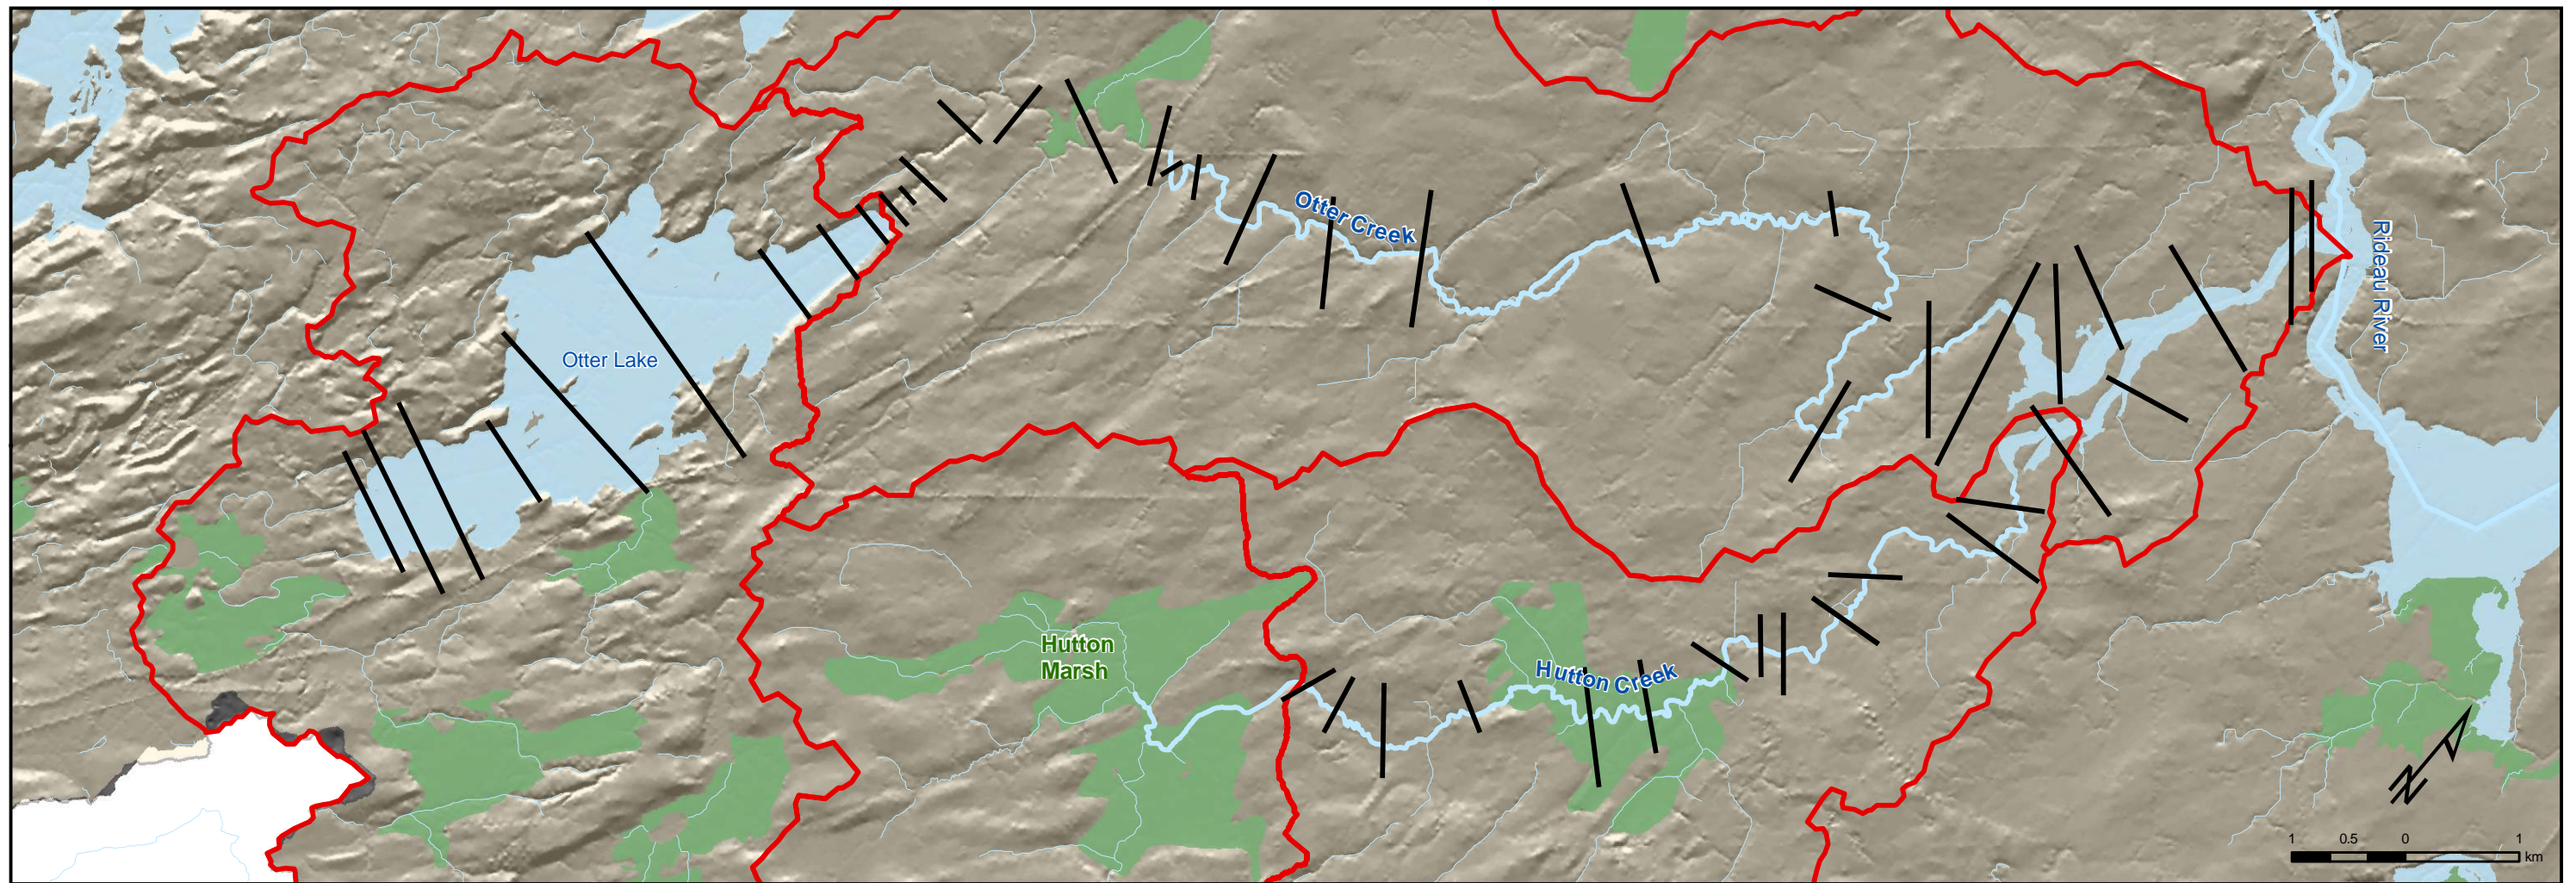 Otter Creek
Rideau River
Otter Lake
Hutton
Marsh
Hutton Creek
N
1 0.5 0 1
km